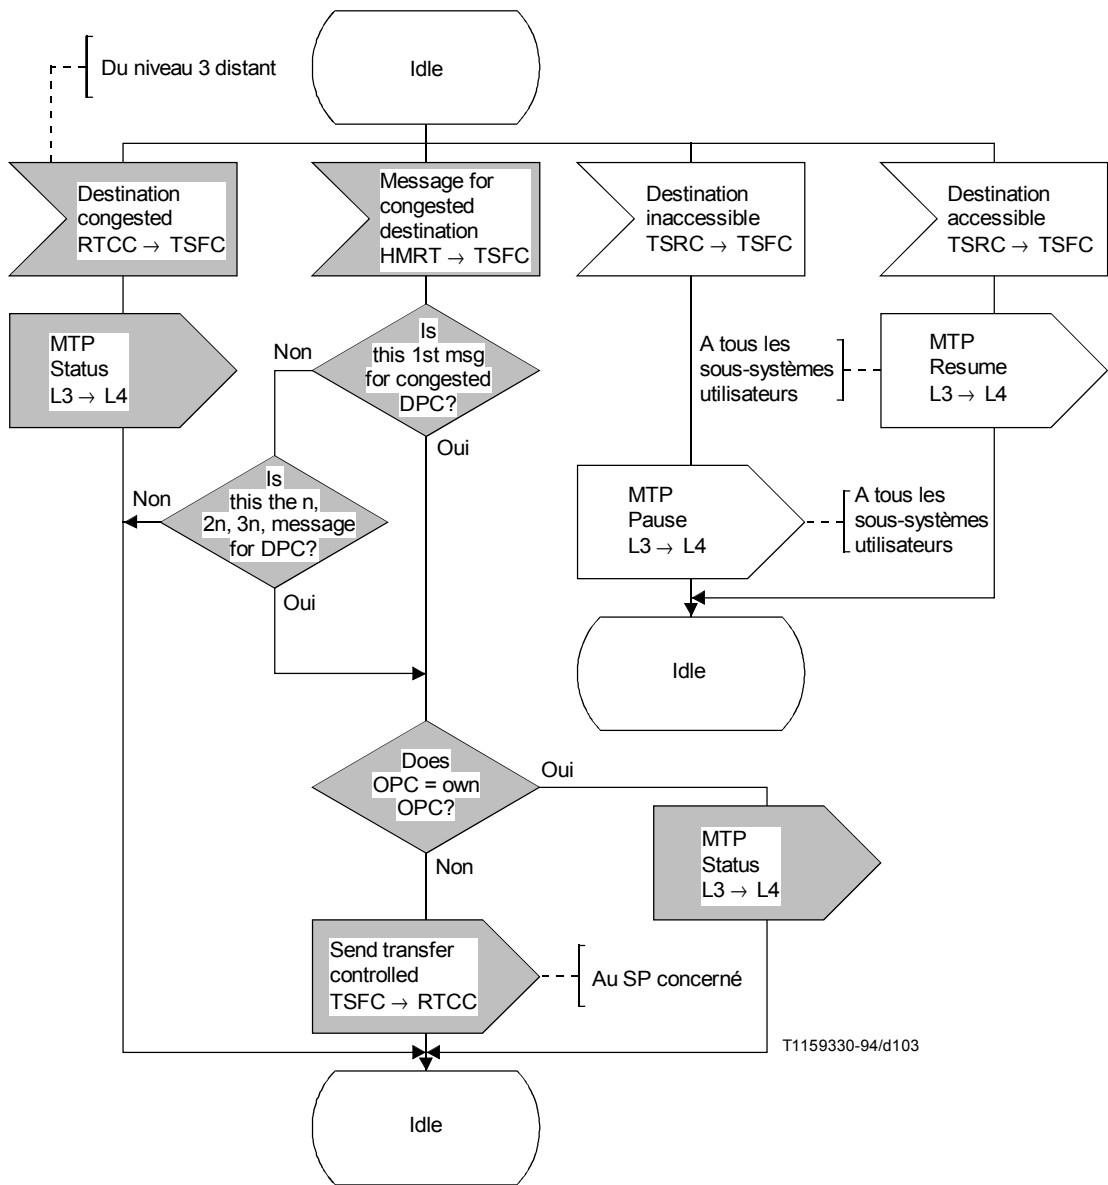 Du niveau 3 distant
Idle
Destination
congested
RTCC → TSFC
Message for
congested
destination
HMRT → TSFC
Destination
inaccessible
TSRC → TSFC
Destination
accessible
TSRC → TSFC
MTP
Status
L3 → L4
Non
Is
this 1st msg
for congested
DPC?
Oui
A tous les
sous-systèmes
utilisateurs
MTP
Resume
L3 → L4
Non
Is
this the n,
2n, 3n, message
for DPC?
Oui
MTP
Pause
L3 → L4
A tous les
sous-systèmes
utilisateurs
Idle
Does
OPC = own
OPC?
Oui
Non
MTP
Status
L3 → L4
Send transfer
controlled
TSFC → RTCC
Au SP concerné
T1159330-94/d103
Idle